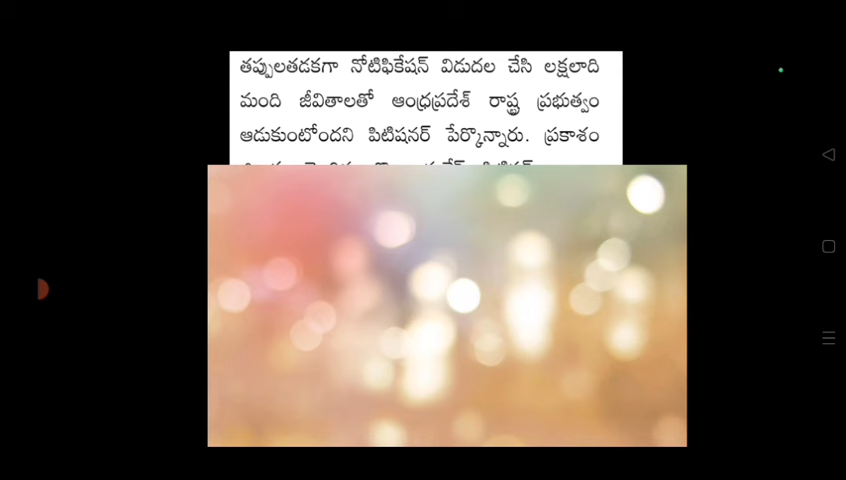 తప్పులతడకగా నోటిఫికేషన్ విడుదల చేసి లక్షలాది
మంది జీవితాలతో ఆంధ్రప్రదేశ్ రాష్ట్ర ప్రభుత్వం
ఆడుకుంటోందని పిటిషనర్ పేర్కొన్నారు. ప్రకాశం